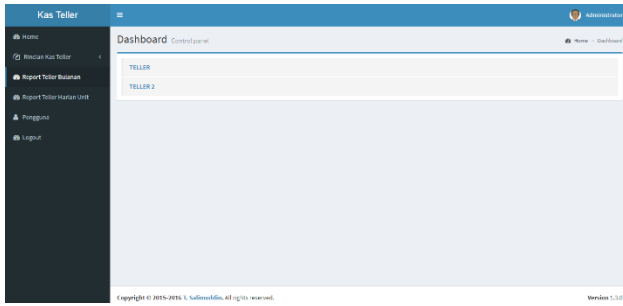 Kas Teller
Administrator
Home
Rincian Kas Teller
Report Teller Bulanan
Report Teller Harian Unit
Pengguna
Logout
Dashboard Control panel
Home > Dashboard
TELLER
TELLER 2
Copyright © 2015-2016 T. Salimuddin. All rights reserved.
Version 1.3.0